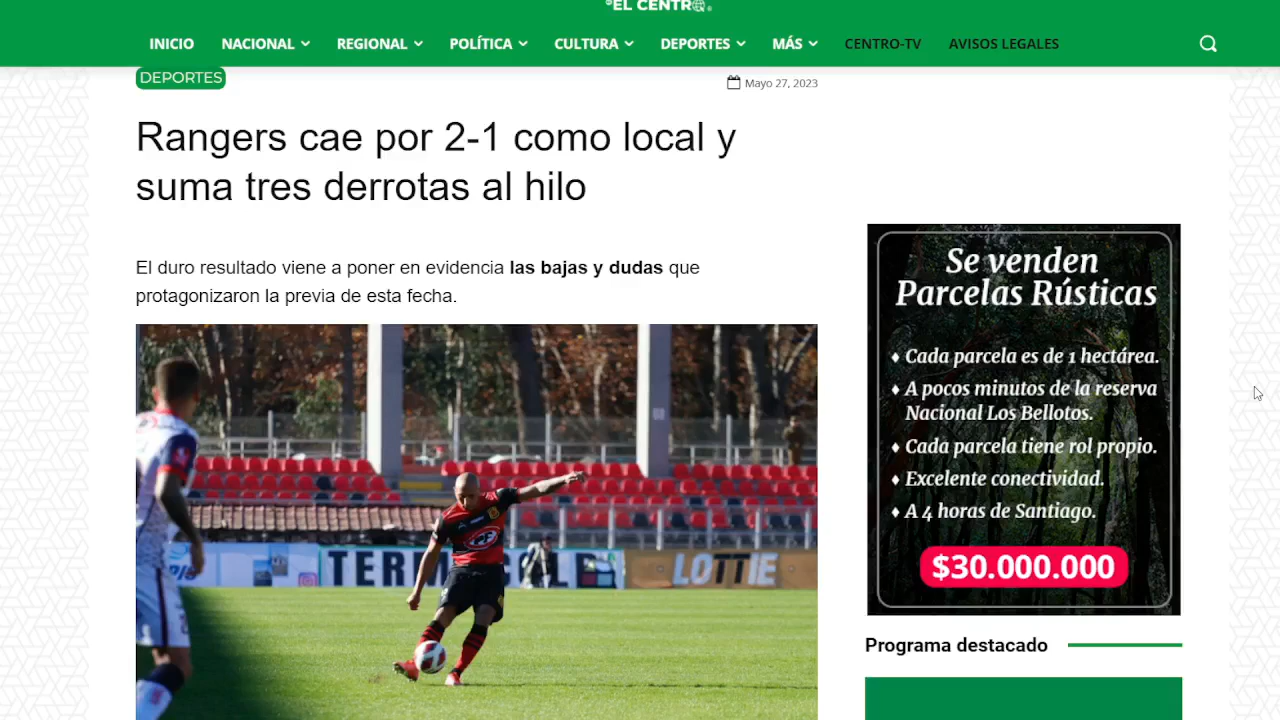 EL CENTRO
INICIO NACIONAL REGIONAL POLÍTICA CULTURA DEPORTES MÁS CENTRO-TV AVISOS LEGALES
DEPORTES
Mayo 27, 2023
Rangers cae por 2-1 como local y
suma tres derrotas al hilo
El duro resultado viene a poner en evidencia las bajas y dudas que
protagonizaron la previa de esta fecha.
LOTTIE
Se venden
Parcelas Rústicas
♦ Cada parcela es de 1 hectárea.
♦ A pocos minutos de la reserva
Nacional Los Bellotos.
♦ Cada parcela tiene rol propio.
♦ Excelente conectividad.
♦ A 4 horas de Santiago.
$30.000.000
Programa destacado